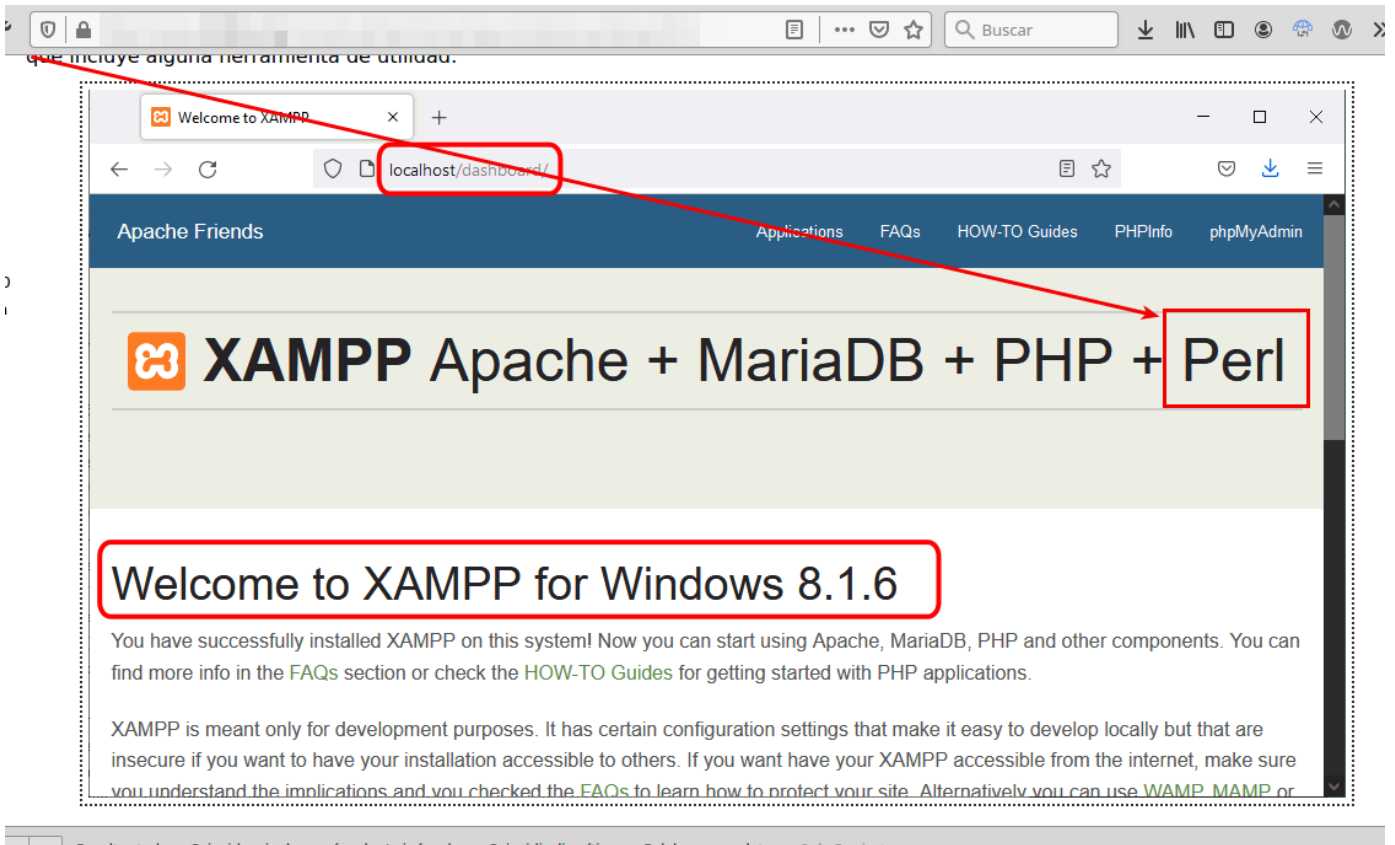 Buscar
que incluye alguna herramienta de utilidad:
Welcome to XAMPP
localhost/dashboard/
Apache Friends
Applications FAQs HOW-TO Guides PHPInfo phpMyAdmin
XAMPP Apache + MariaDB + PHP + Perl
Welcome to XAMPP for Windows 8.1.6
You have successfully installed XAMPP on this system! Now you can start using Apache, MariaDB, PHP and other components. You can
find more info in the FAQs section or check the HOW-TO Guides for getting started with PHP applications.
XAMPP is meant only for development purposes. It has certain configuration settings that make it easy to develop locally but that are
insecure if you want to have your installation accessible to others. If you want have your XAMPP accessible from the internet, make sure
you understand the implications and you checked the FAQs to learn how to protect your site. Alternatively you can use WAMP, MAMP or